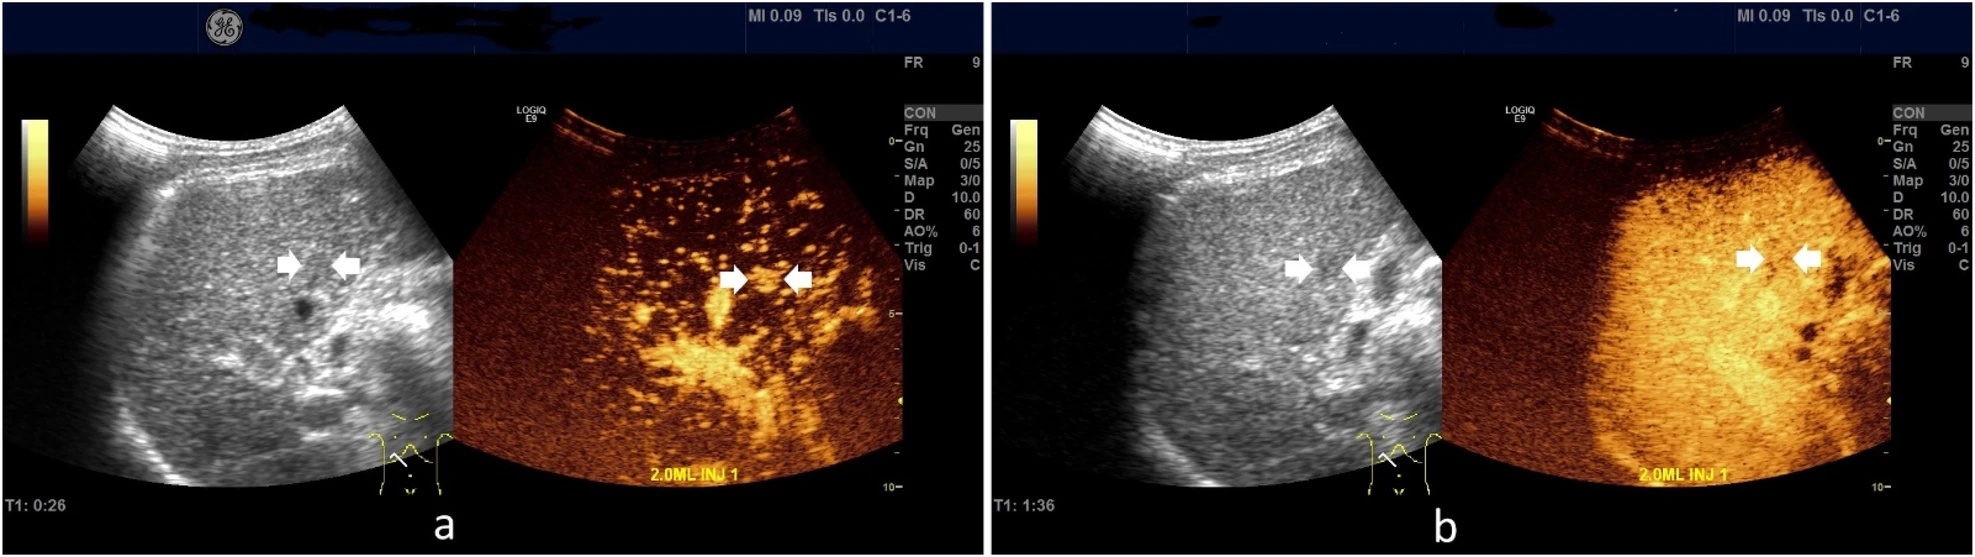 GE
MI 0.09 TIs 0.0 C1-6
FR 9
LOGIQ
E9
CON
Frq Gen
Gn 25
S/A 0/5
Map 3/0
D 10.0
DR 60
AO% 6
Trig 0-1
Vis C
0
5
10
2.0ML INJ 1
T1: 0:26
a
MI 0.09 TIs 0.0 C1-6
FR 9
LOGIQ
E9
CON
Frq Gen
Gn 25
S/A 0/5
Map 3/0
D 10.0
DR 60
AO% 6
Trig 0-1
Vis C
0
5
10
2.0ML INJ 1
T1: 1:36
b